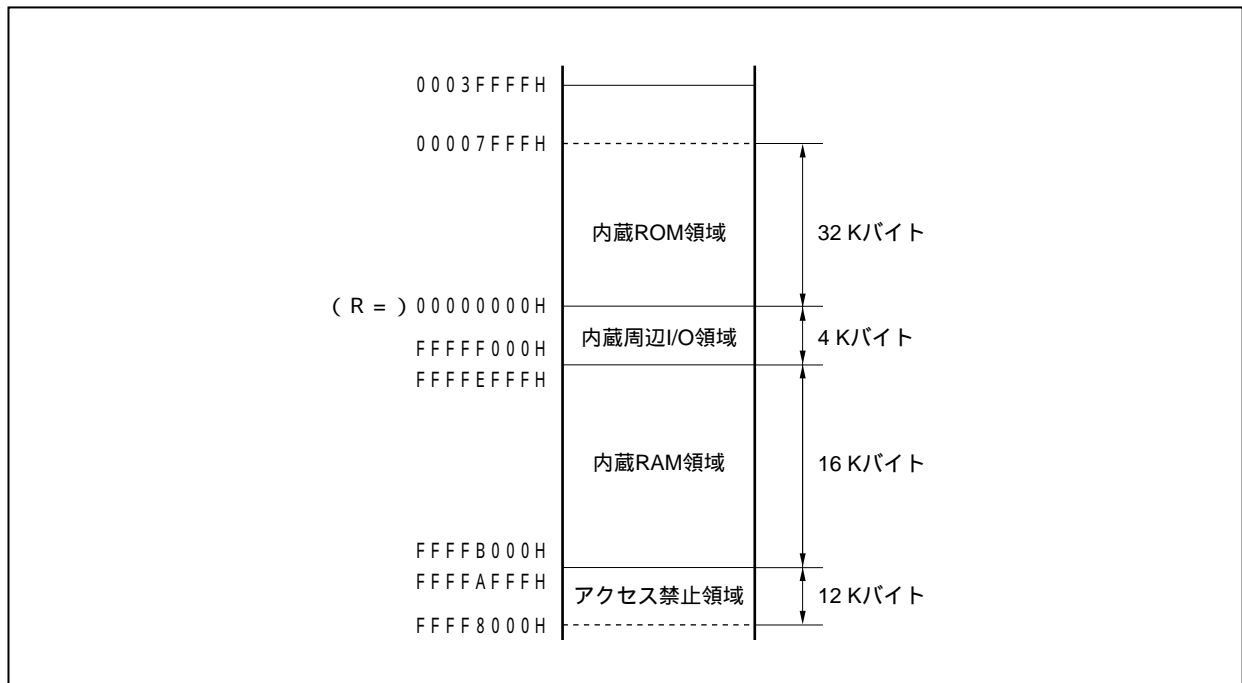 0003FFFFH
00007FFFH
内蔵ROM領域
32 Kバイト
(R=) 00000000H
内蔵周辺I/O領域
4 Kバイト
FFFFF000H
FFFFEFFFH
内蔵RAM領域
16 Kバイト
FFFFB000H
FFFFAFFFH
アクセス禁止領域
12 Kバイト
FFFF8000H